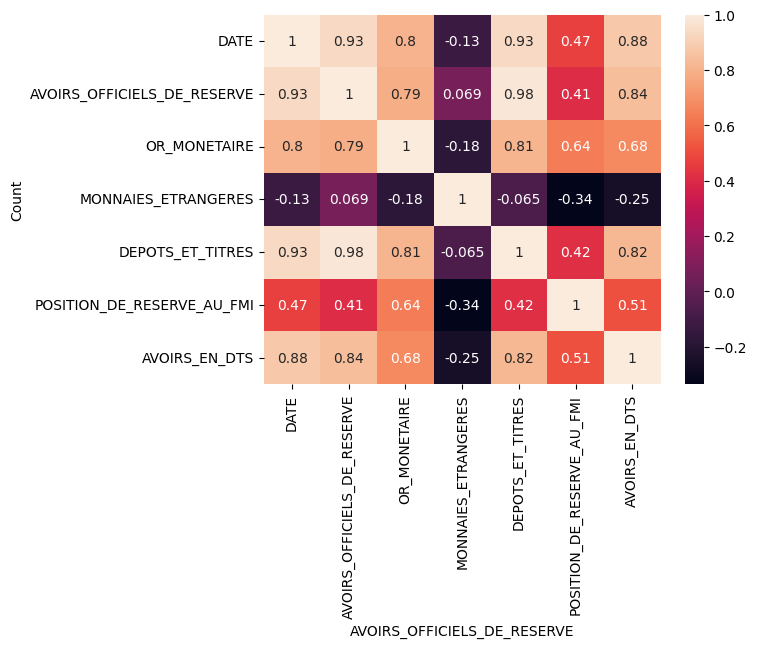 DATE 1 0.93 0.8 -0.13 0.93 0.47 0.88
AVOIRS_OFFICIELS_DE_RESERVE 0.93 1 0.79 0.069 0.98 0.41 0.84
OR_MONETAIRE 0.8 0.79 1 -0.18 0.81 0.64 0.68
MONNAIES_ETRANGERES -0.13 0.069 -0.18 1 -0.065 -0.34 -0.25
DEPOTS_ET_TITRES 0.93 0.98 0.81 -0.065 1 0.42 0.82
POSITION_DE_RESERVE_AU_FMI 0.47 0.41 0.64 -0.34 0.42 1 0.51
AVOIRS_EN_DTS 0.88 0.84 0.68 -0.25 0.82 0.51 1
Count
DATE
AVOIRS_OFFICIELS_DE_RESERVE
OR_MONETAIRE
MONNAIES_ETRANGERES
DEPOTS_ET_TITRES
POSITION_DE_RESERVE_AU_FMI
AVOIRS_EN_DTS
AVOIRS_OFFICIELS_DE_RESERVE
1.0
0.8
0.6
0.4
0.2
0.0
−0.2